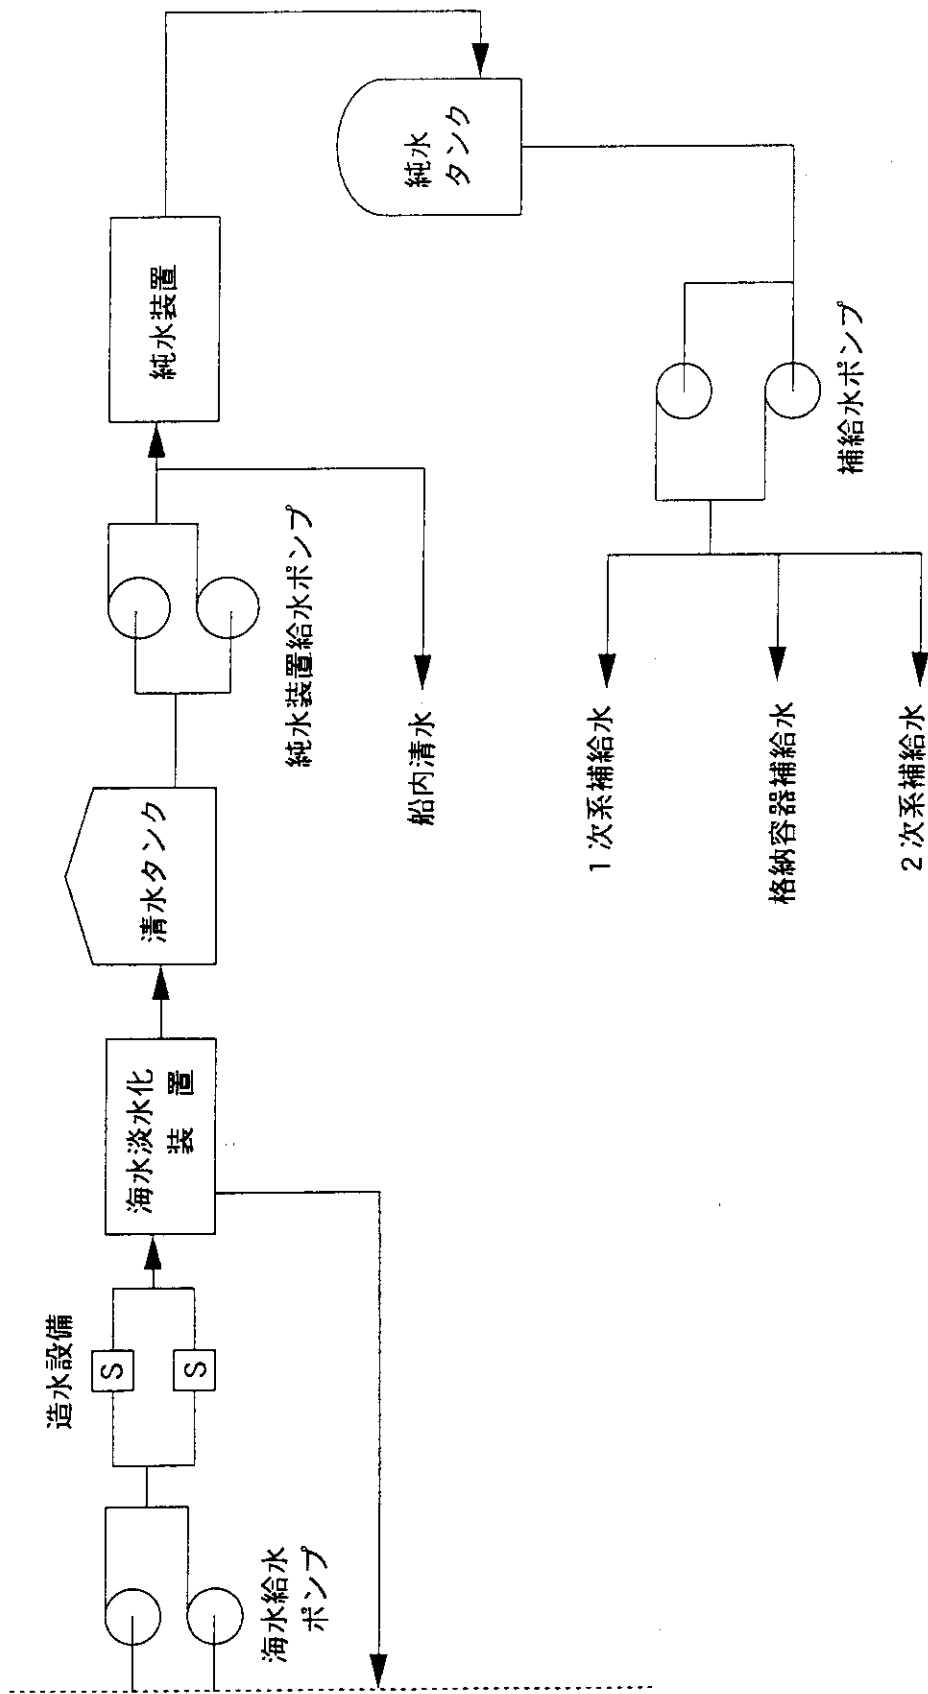 造水設備
S
S
海水給水
ポンプ
海水淡水化
装置
清水タンク
純水装置給水ポンプ
船内清水
純水装置
純水
タンク
補給水ポンプ
1次系補給水
格納容器補給水
2次系補給水